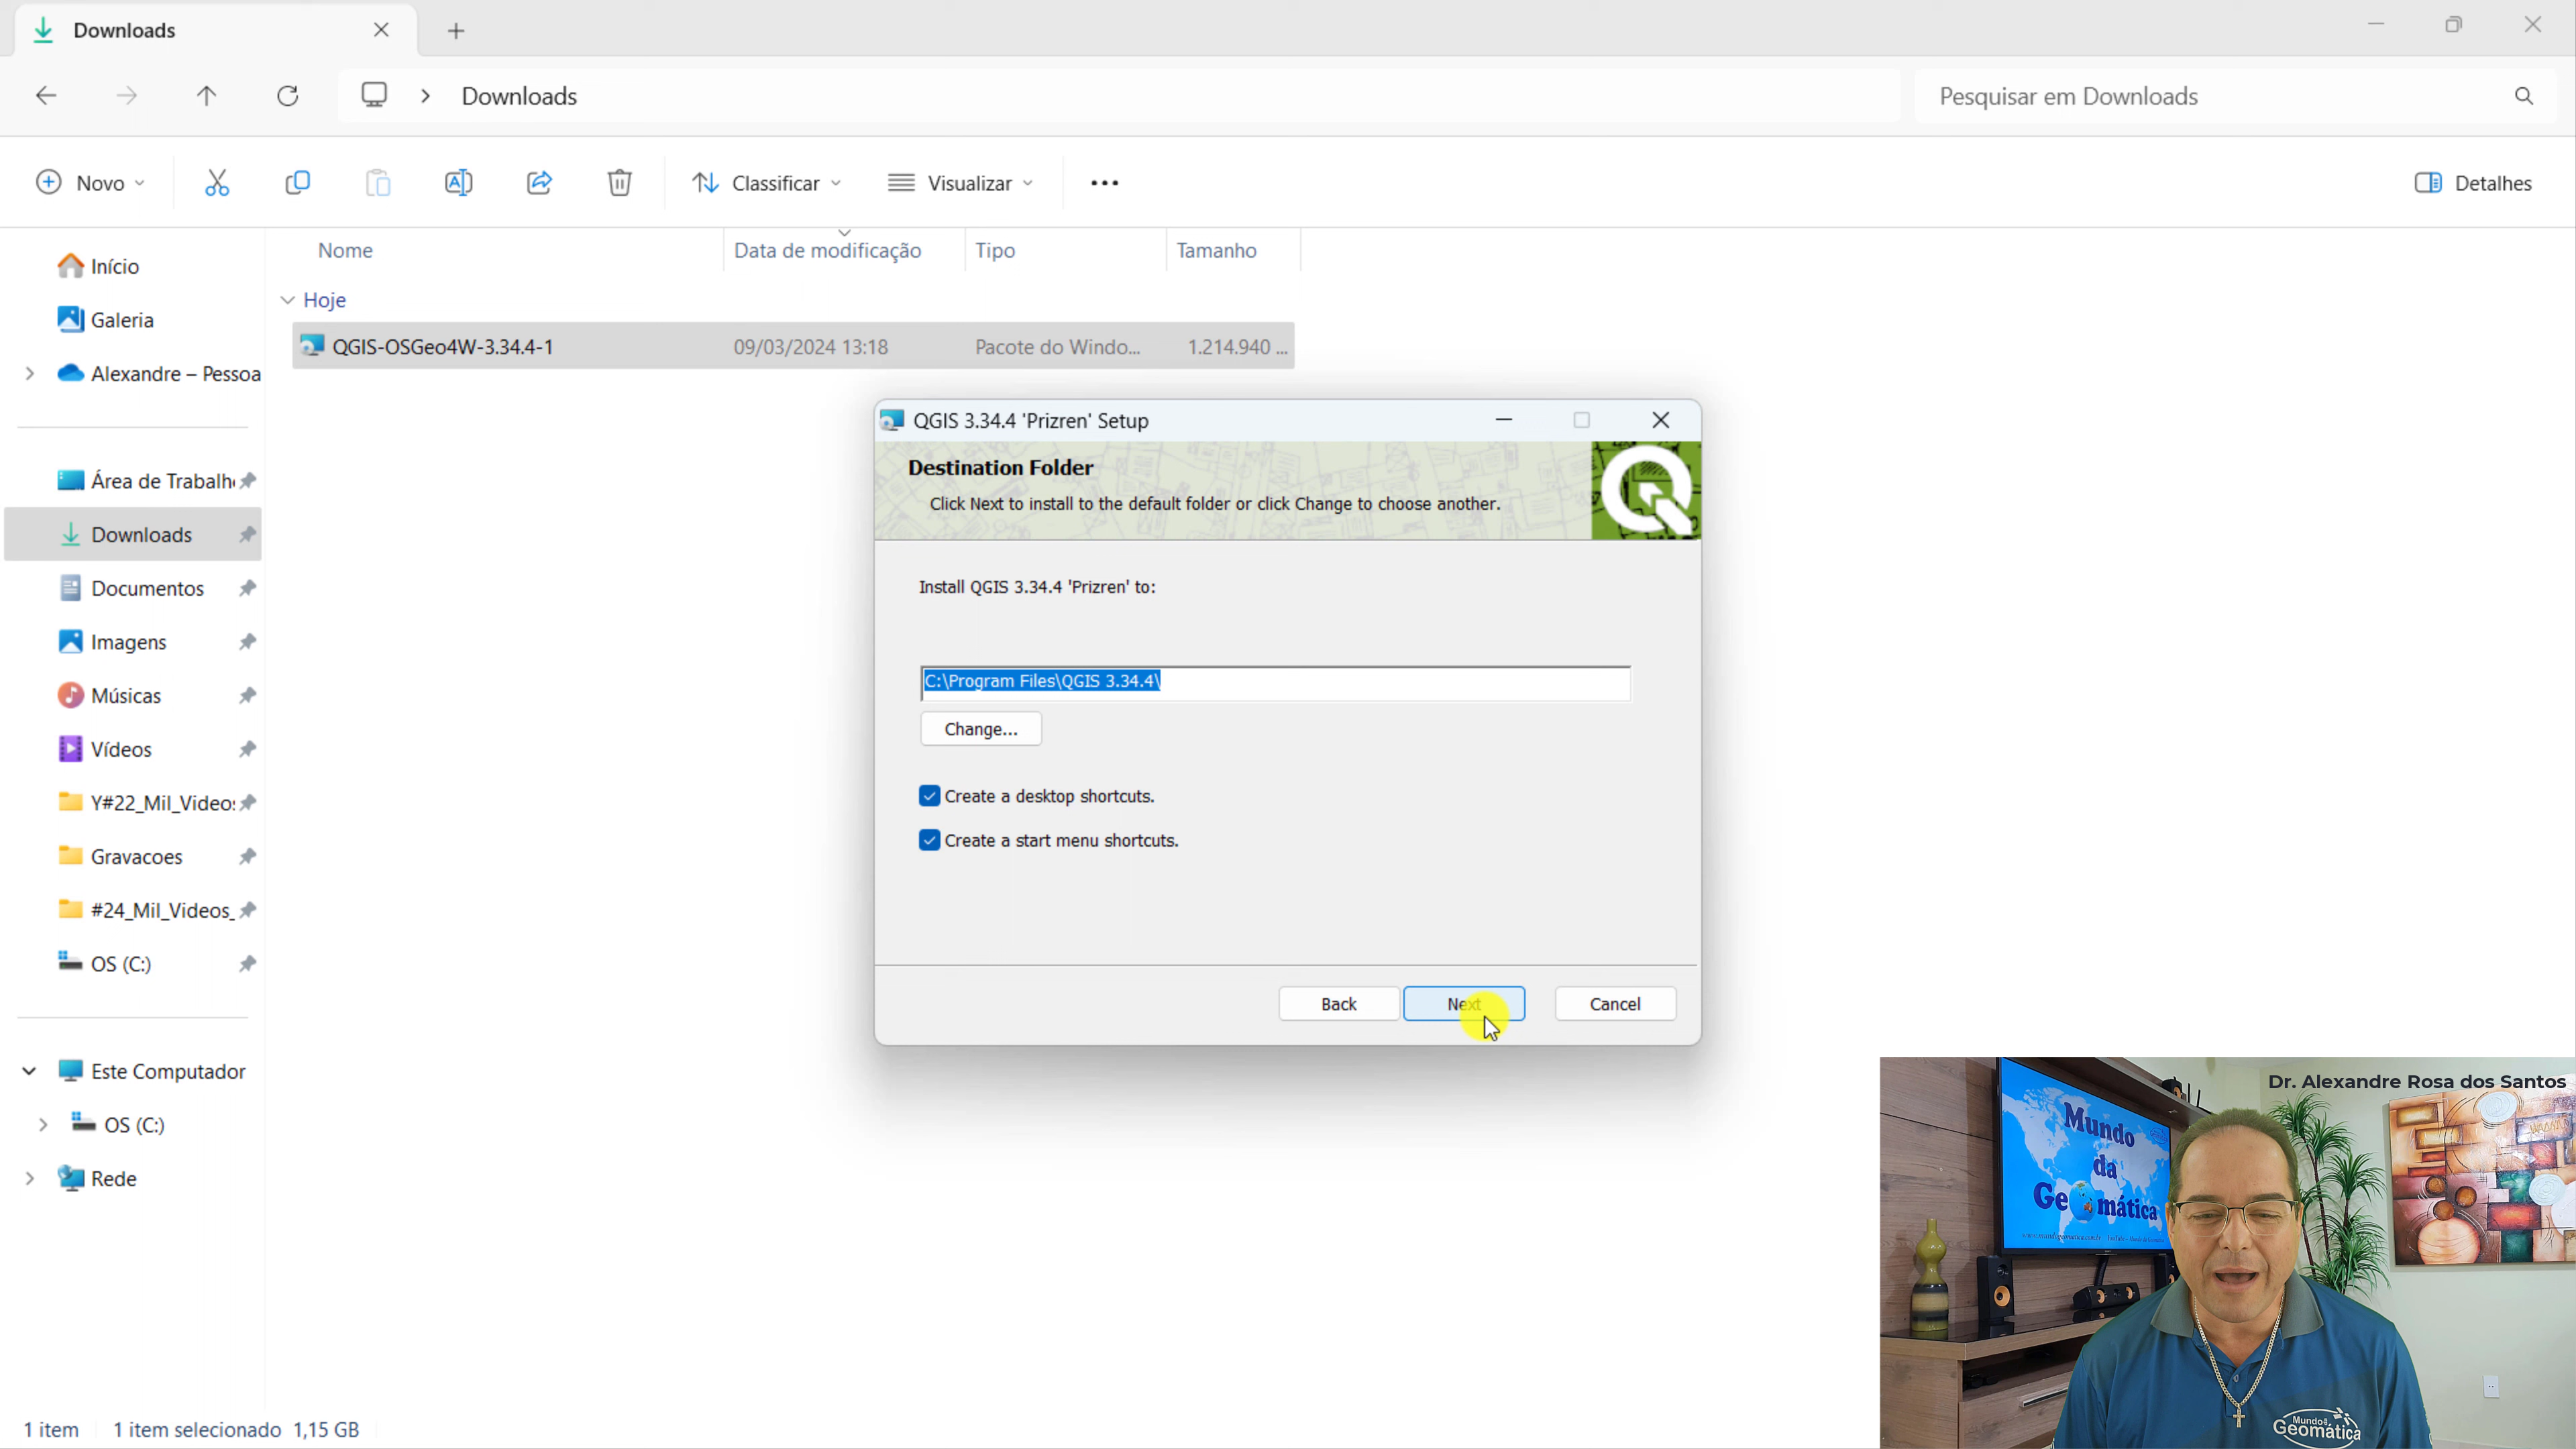 Downloads
Downloads
Pesquisar em Downloads
Novo
Classificar
Visualizar
Detalhes
Nome
Data de modificação
Tipo
Tamanho
Início
Galeria
Alexandre – Pessoa
Hoje
QGIS-OSGeo4W-3.34.4-1
09/03/2024 13:18
Pacote do Windo...
1.214.940 ...
Área de Trabalh
Downloads
Documentos
Imagens
Músicas
Vídeos
Y#22_Mil_Videos
Gravacoes
#24_Mil_Videos_
OS (C:)
Este Computador
OS (C:)
Rede
QGIS 3.34.4 'Prizren' Setup
Destination Folder
Click Next to install to the default folder or click Change to choose another.
Install QGIS 3.34.4 'Prizren' to:
C:\Program Files\QGIS 3.34.4\
Change...
Create a desktop shortcuts.
Create a start menu shortcuts.
Back
Next
Cancel
Dr. Alexandre Rosa dos Santos
Mundo
da
Geomática
Mundo da
Geomática
1 item
1 item selecionado 1,15 GB